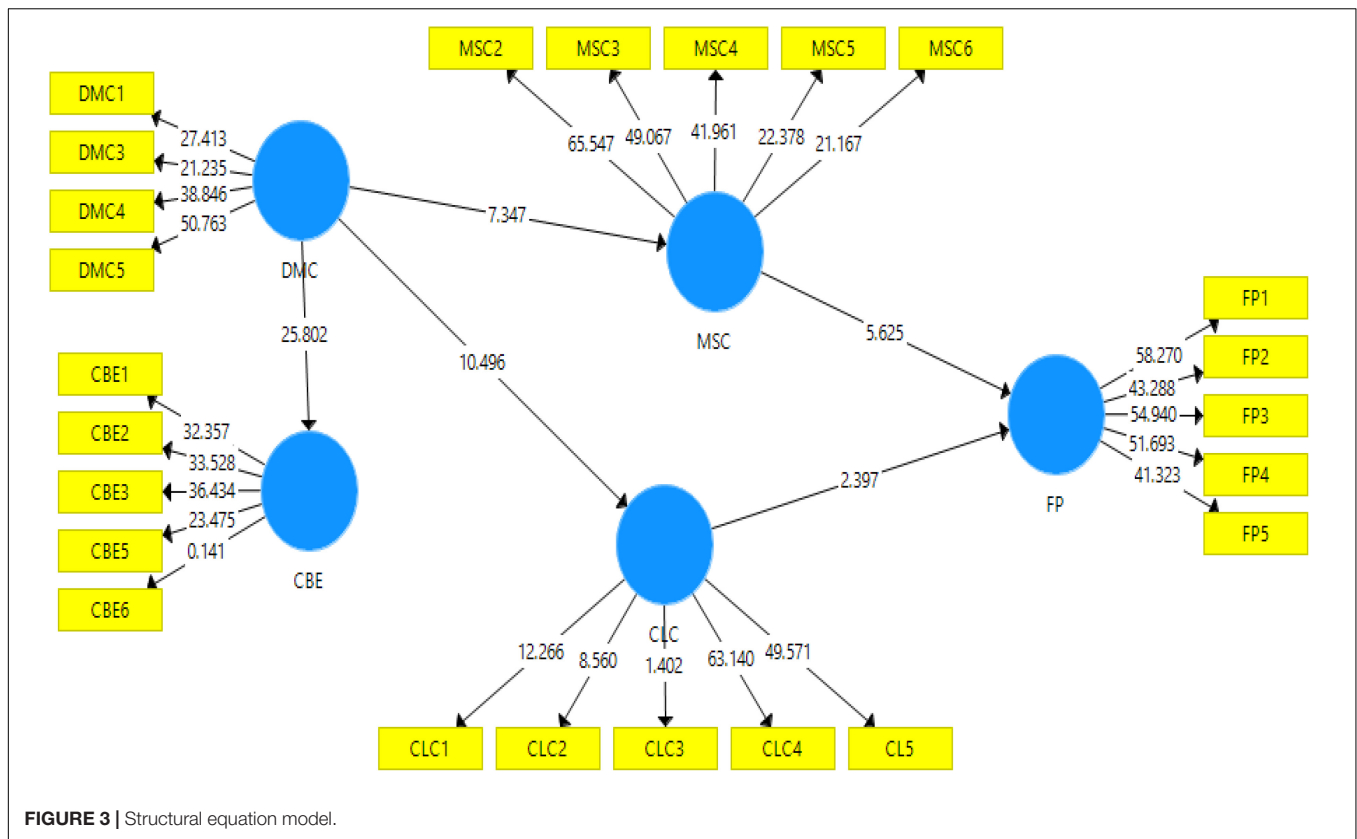 MSC2 MSC3 MSC4 MSC5 MSC6
65.547 49.067 41.961 22.378 21.167
MSC
DMC1
DMC3
DMC4
DMC5
27.413
21.235
38.846
50.763
DMC
7.347
25.802
10.496
5.625
2.397
CBE1
CBE2
CBE3
CBE5
CBE6
32.357
33.528
36.434
23.475
0.141
CBE
CLC
12.266 8.560 1.402 63.140 49.571
CLC1 CLC2 CLC3 CLC4 CL5
FP
58.270
43.288
54.940
51.693
41.323
FP1
FP2
FP3
FP4
FP5
FIGURE 3 | Structural equation model.